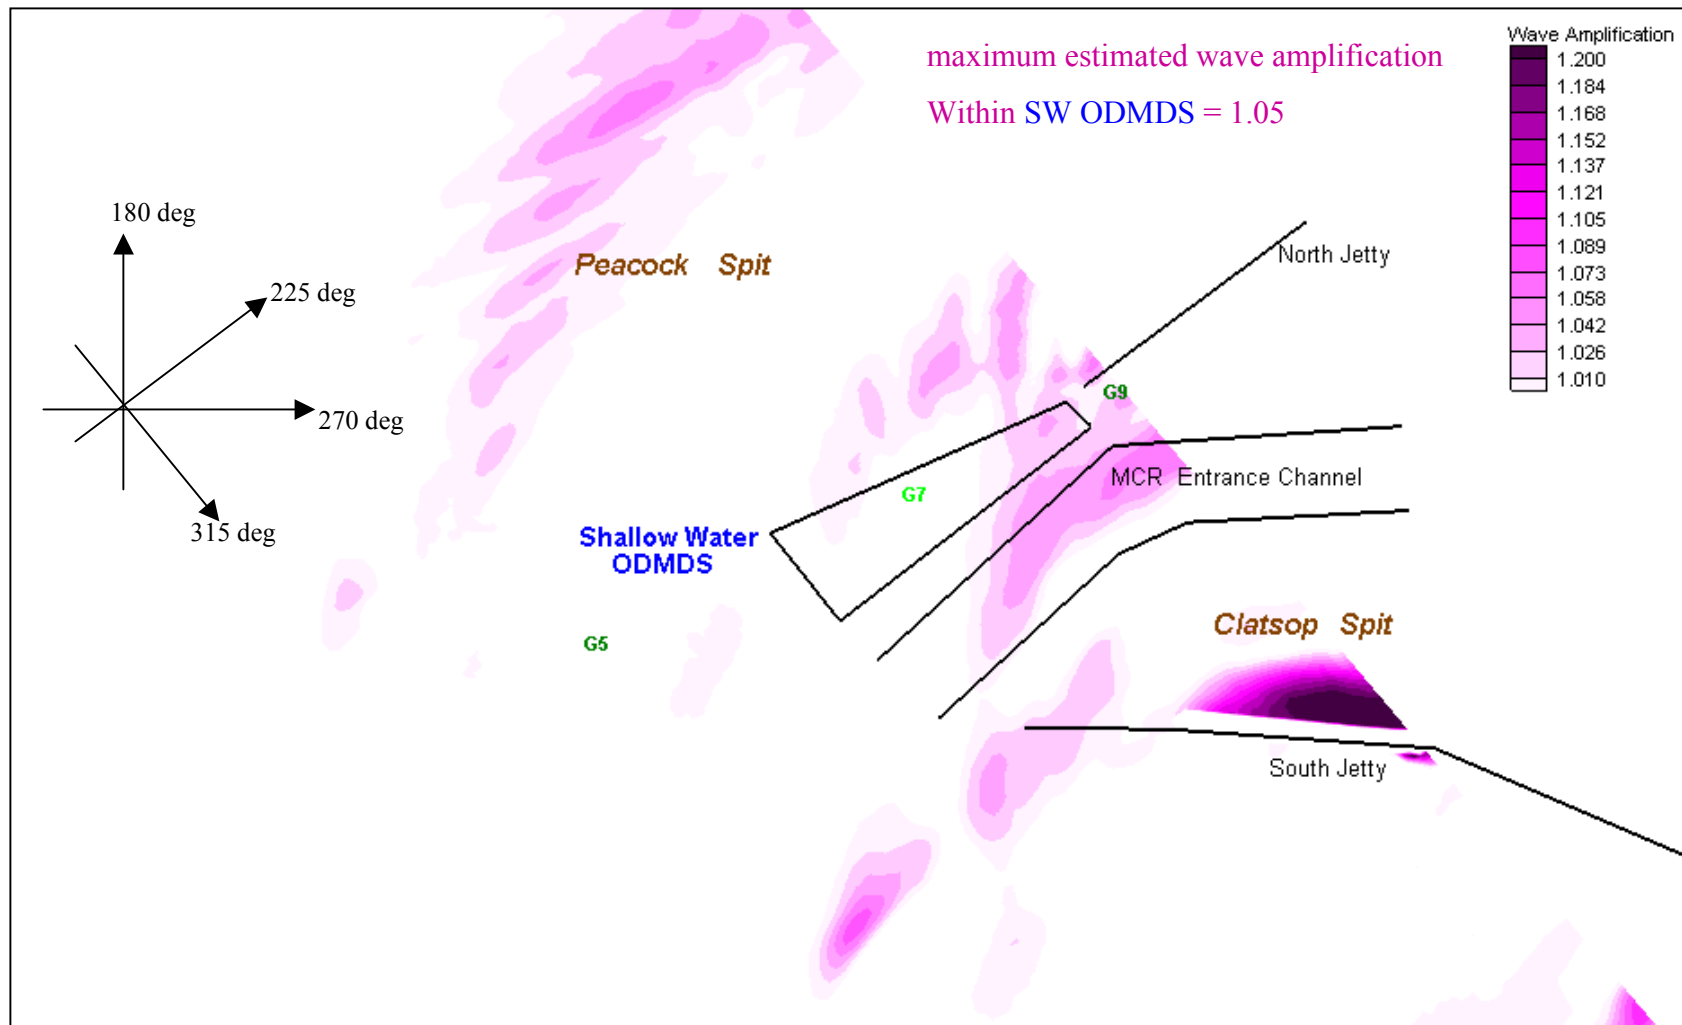 maximum estimated wave amplification
Within SW ODMDS = 1.05
Wave Amplification
1.200
1.184
1.168
1.152
1.137
1.121
1.105
1.089
1.073
1.058
1.042
1.026
1.010
180 deg
225 deg
270 deg
315 deg
Peacock Spit
North Jetty
G9
MCR Entrance Channel
G7
Shallow Water
ODMDS
G5
Clatsop Spit
South Jetty